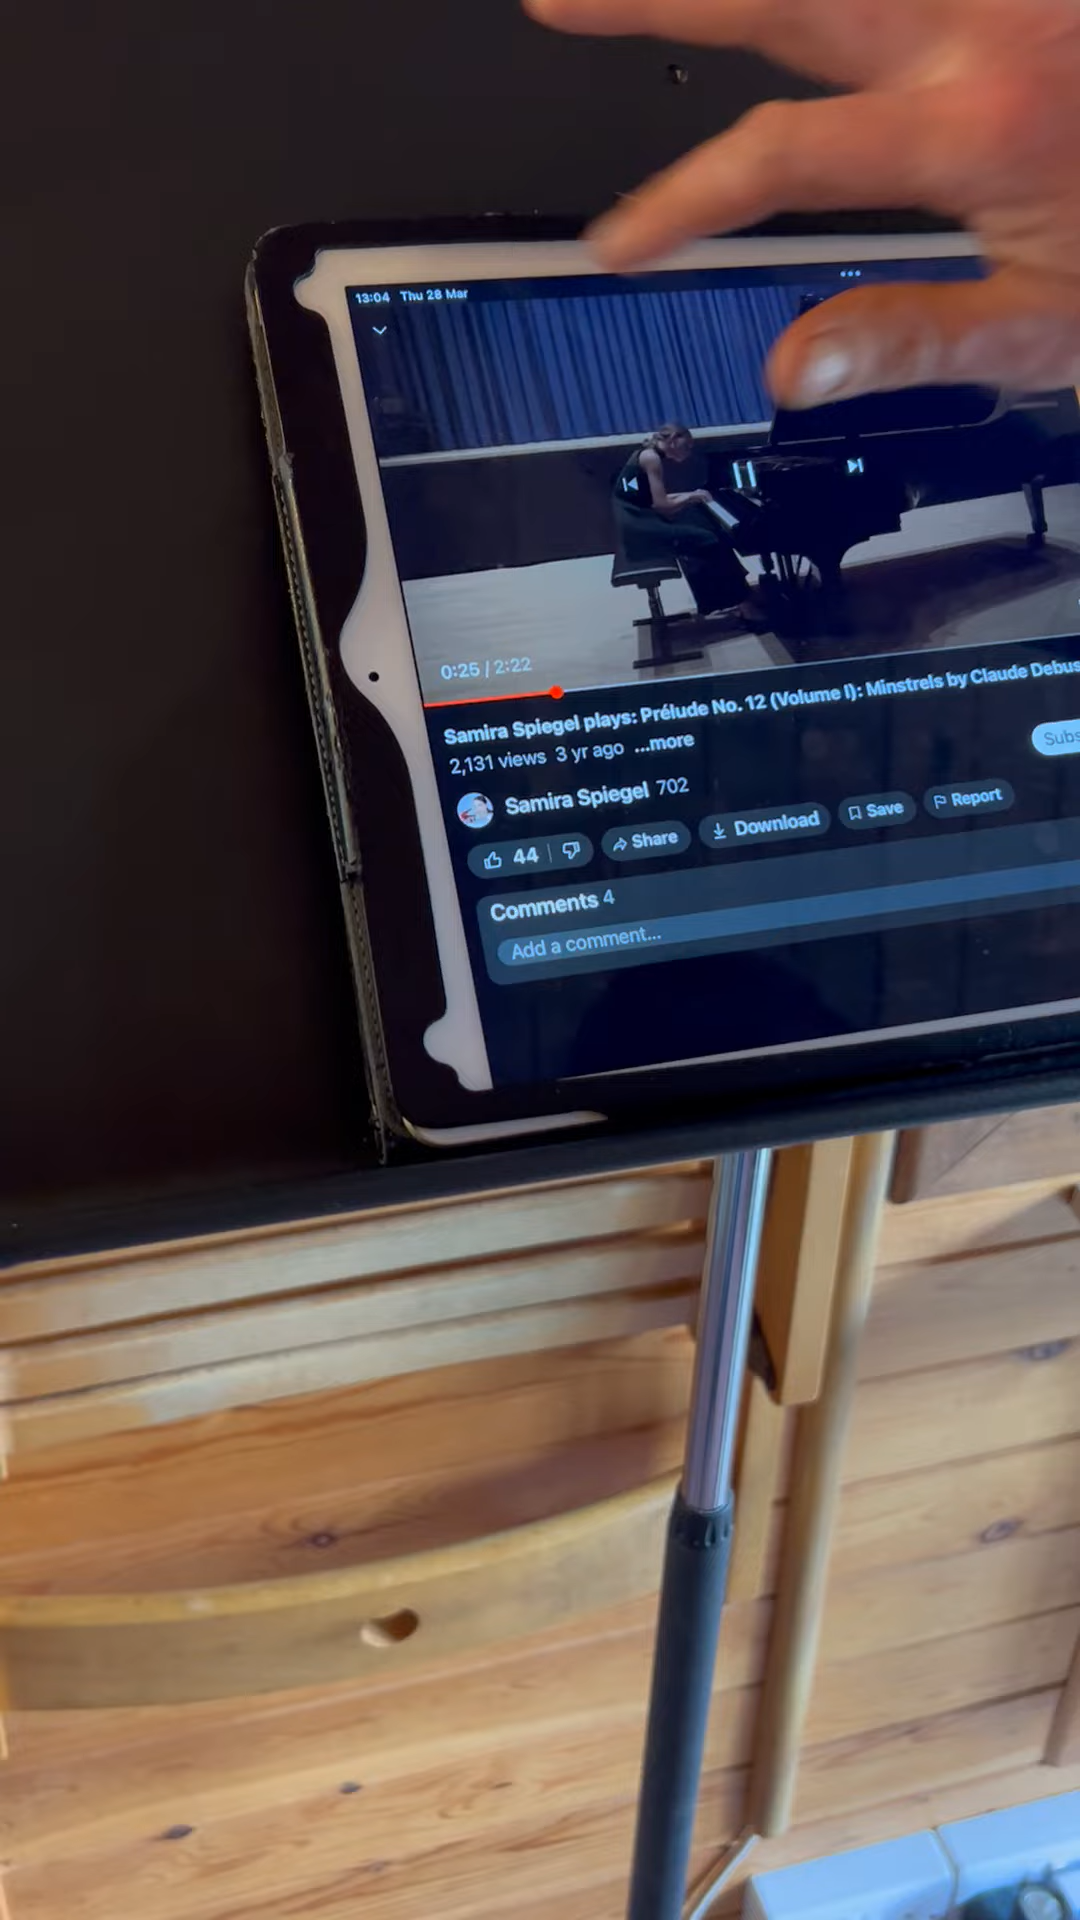 13:04 Thu 28 Mar
0:25 / 2:22
Samira Spiegel plays: Prélude No. 12 (Volume I): Minstrels by Claude Debus
2,131 views 3 yr ago ...more
Subs
Samira Spiegel 702
44 Share Download Save Report
Comments 4
Add a comment...